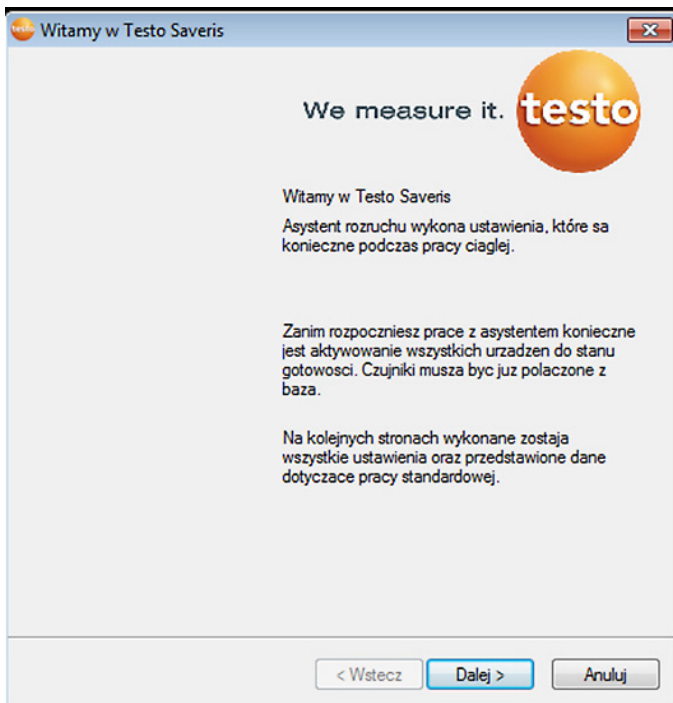 Witamy w Testo Saveris
We measure it. testo
Witamy w Testo Saveris
Asystent rozruchu wykona ustawienia, które sa
konieczne podczas pracy ciaglej.
Zanim rozpoczniesz prace z asystentem konieczne
jest aktywowanie wszystkich urzadzen do stanu
gotowosci. Czujniki musza byc juz polaczone z
baza.
Na kolejnych stronach wykonane zostaja
wszystkie ustawienia oraz przedstawione dane
dotyczace pracy standardowej.
< Wstecz Dalej > Anuluj